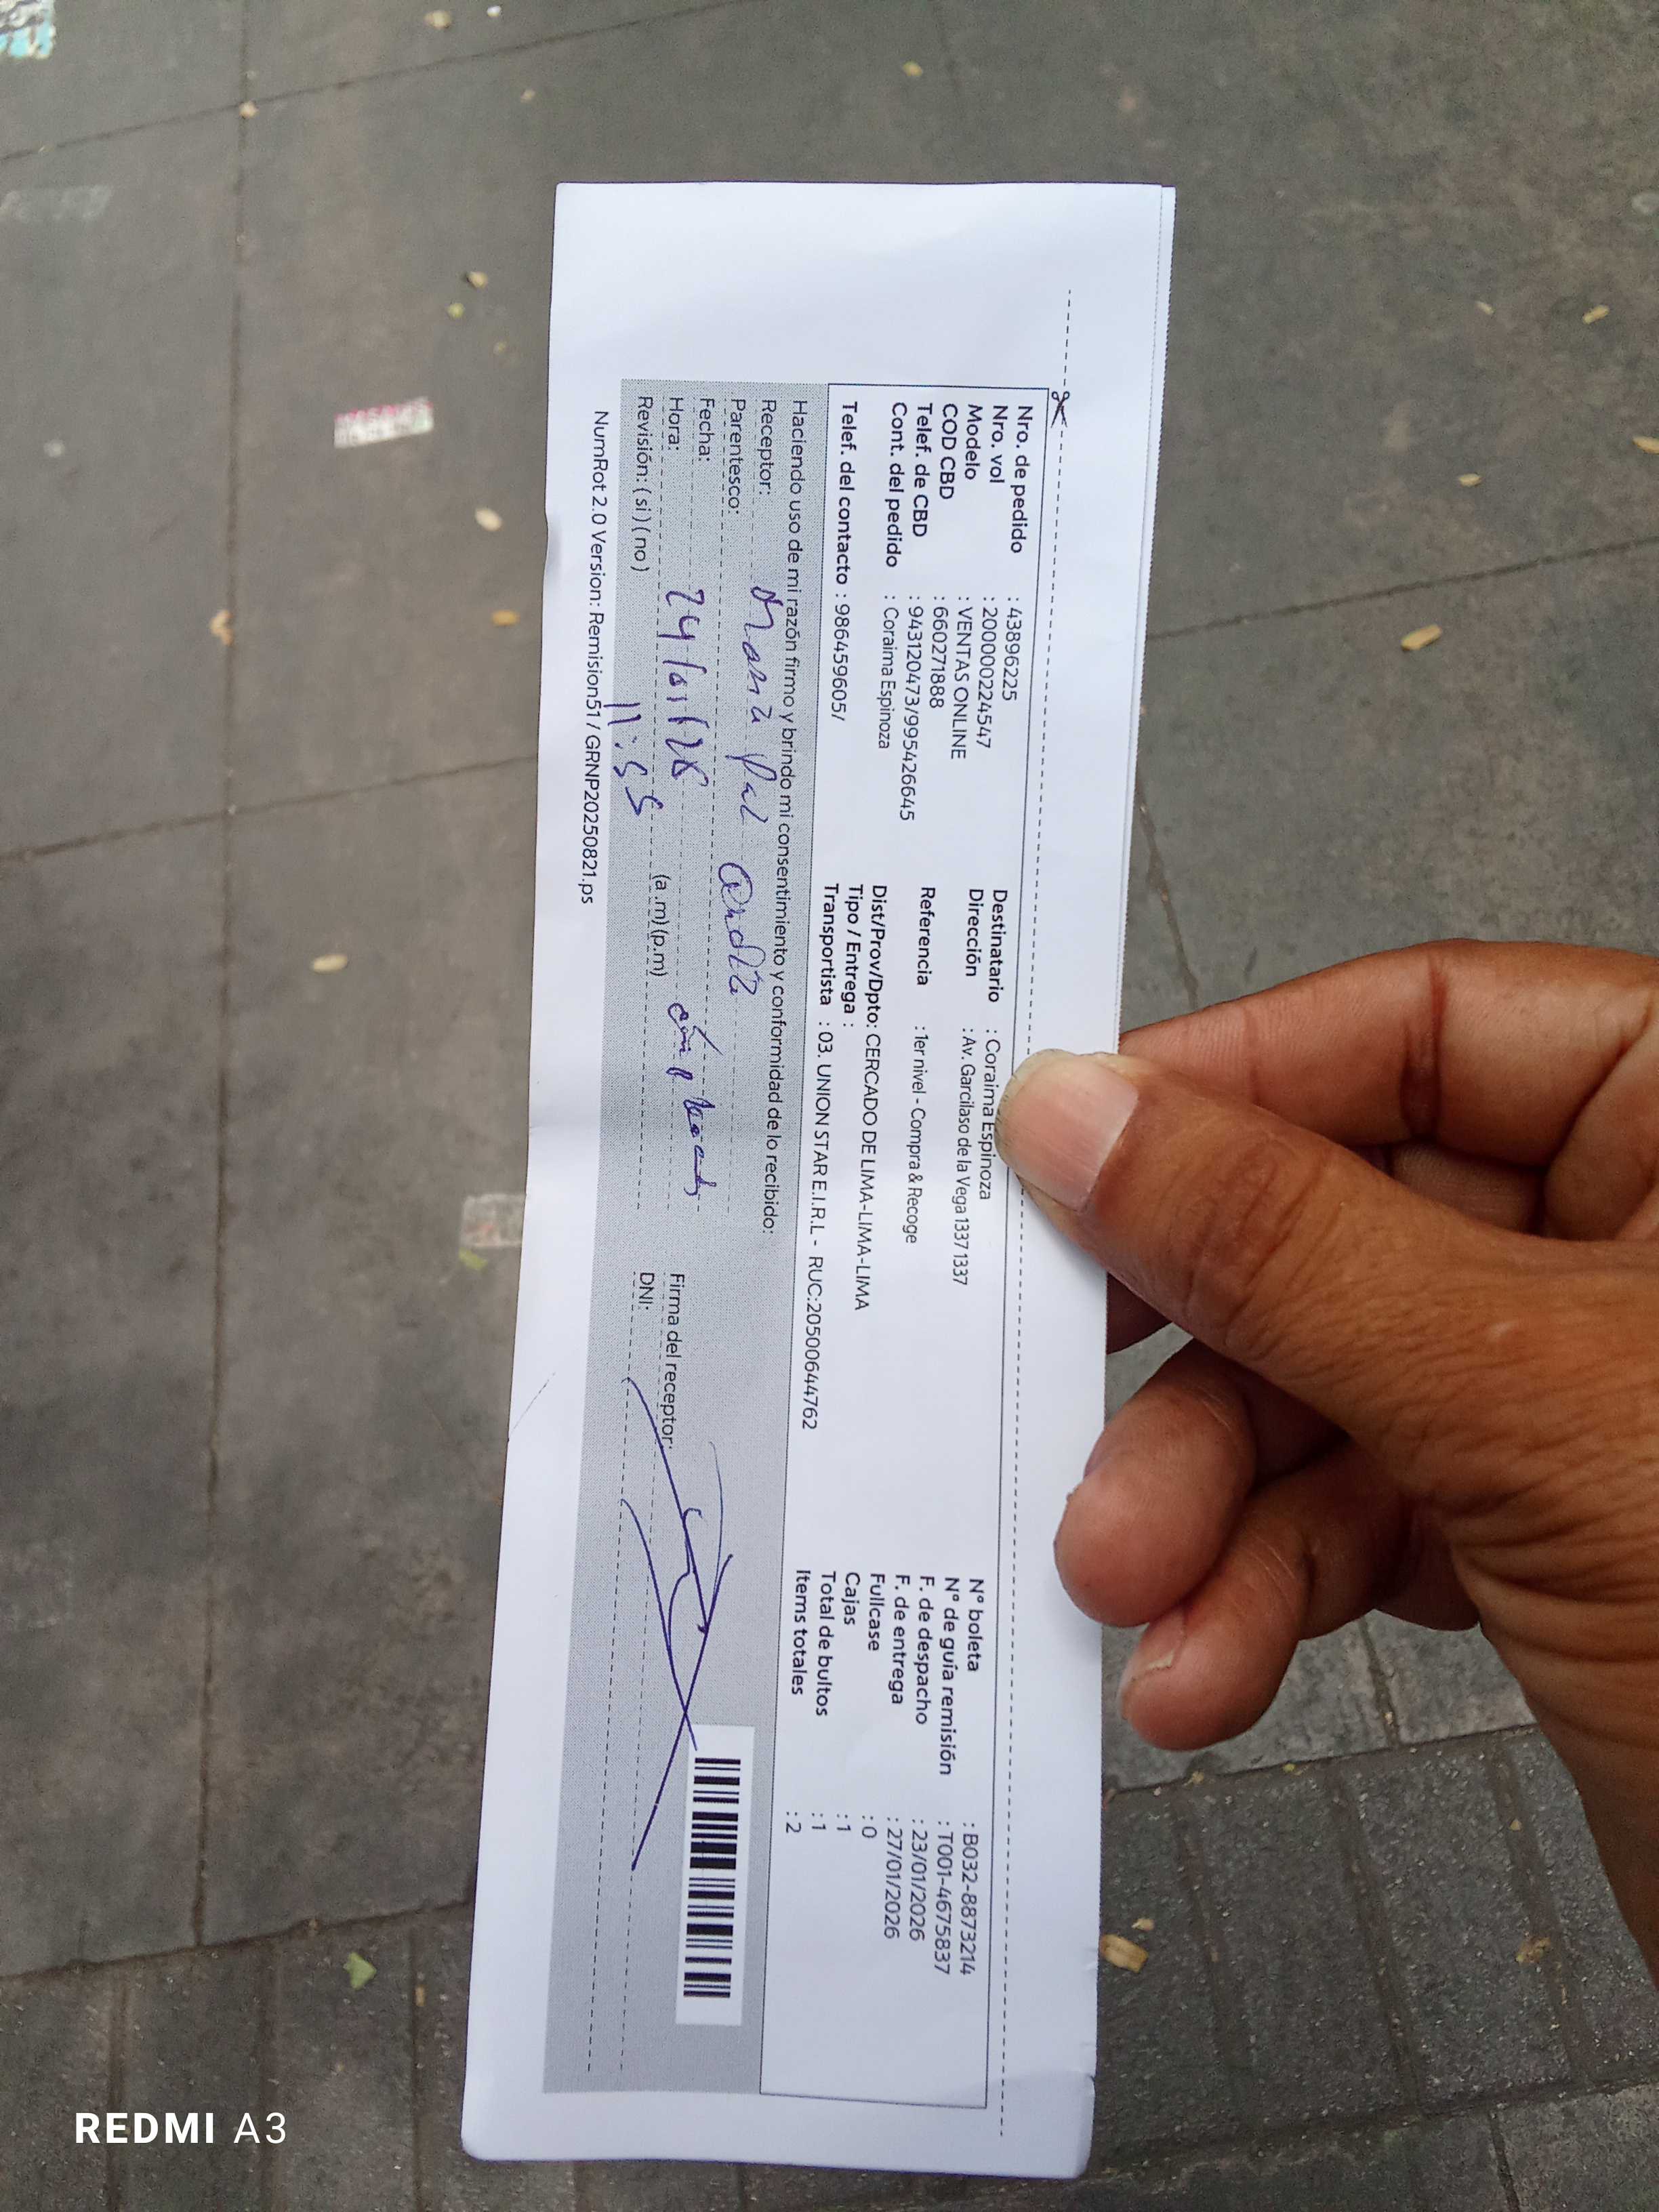 Nro. de pedido : 43896225
Nro. vol : 200000224547
Modelo : VENTAS ONLINE
COD CBD : 660271888
Telef. de CBD : 943120473/995426645
Cont. del pedido : Coraima Espinoza
Telef. del contacto : 986459605/
Destinatario : Coraima Espinoza
Dirección : Av. Garcilaso de la Vega 1337 1337
Referencia : 1er nivel - Compra & Recoge
Dist/Prov/Dpto: CERCADO DE LIMA-LIMA-LIMA
Tipo / Entrega :
Transportista : 03. UNION STAR E.I.R.L - RUC:20500644762
N° boleta : B032-8873214
N° de guía remisión : T001-4675837
F. de despacho : 23/01/2026
F. de entrega : 27/01/2026
Fullcase : 0
Cajas : 1
Total de bultos : 1
Items totales : 2
Haciendo uso de mi razón firmo y brindo mi consentimiento y conformidad de lo recibido:
Receptor:
Parentesco:
Fecha: 24/01/26
Hora: 11:55 (a .m) (p.m)
Revisión: ( si ) ( no )
Firma del receptor:
DNI:
NumRot 2.0 Version: Remision51 / GRNP20250821.ps
REDMI A3